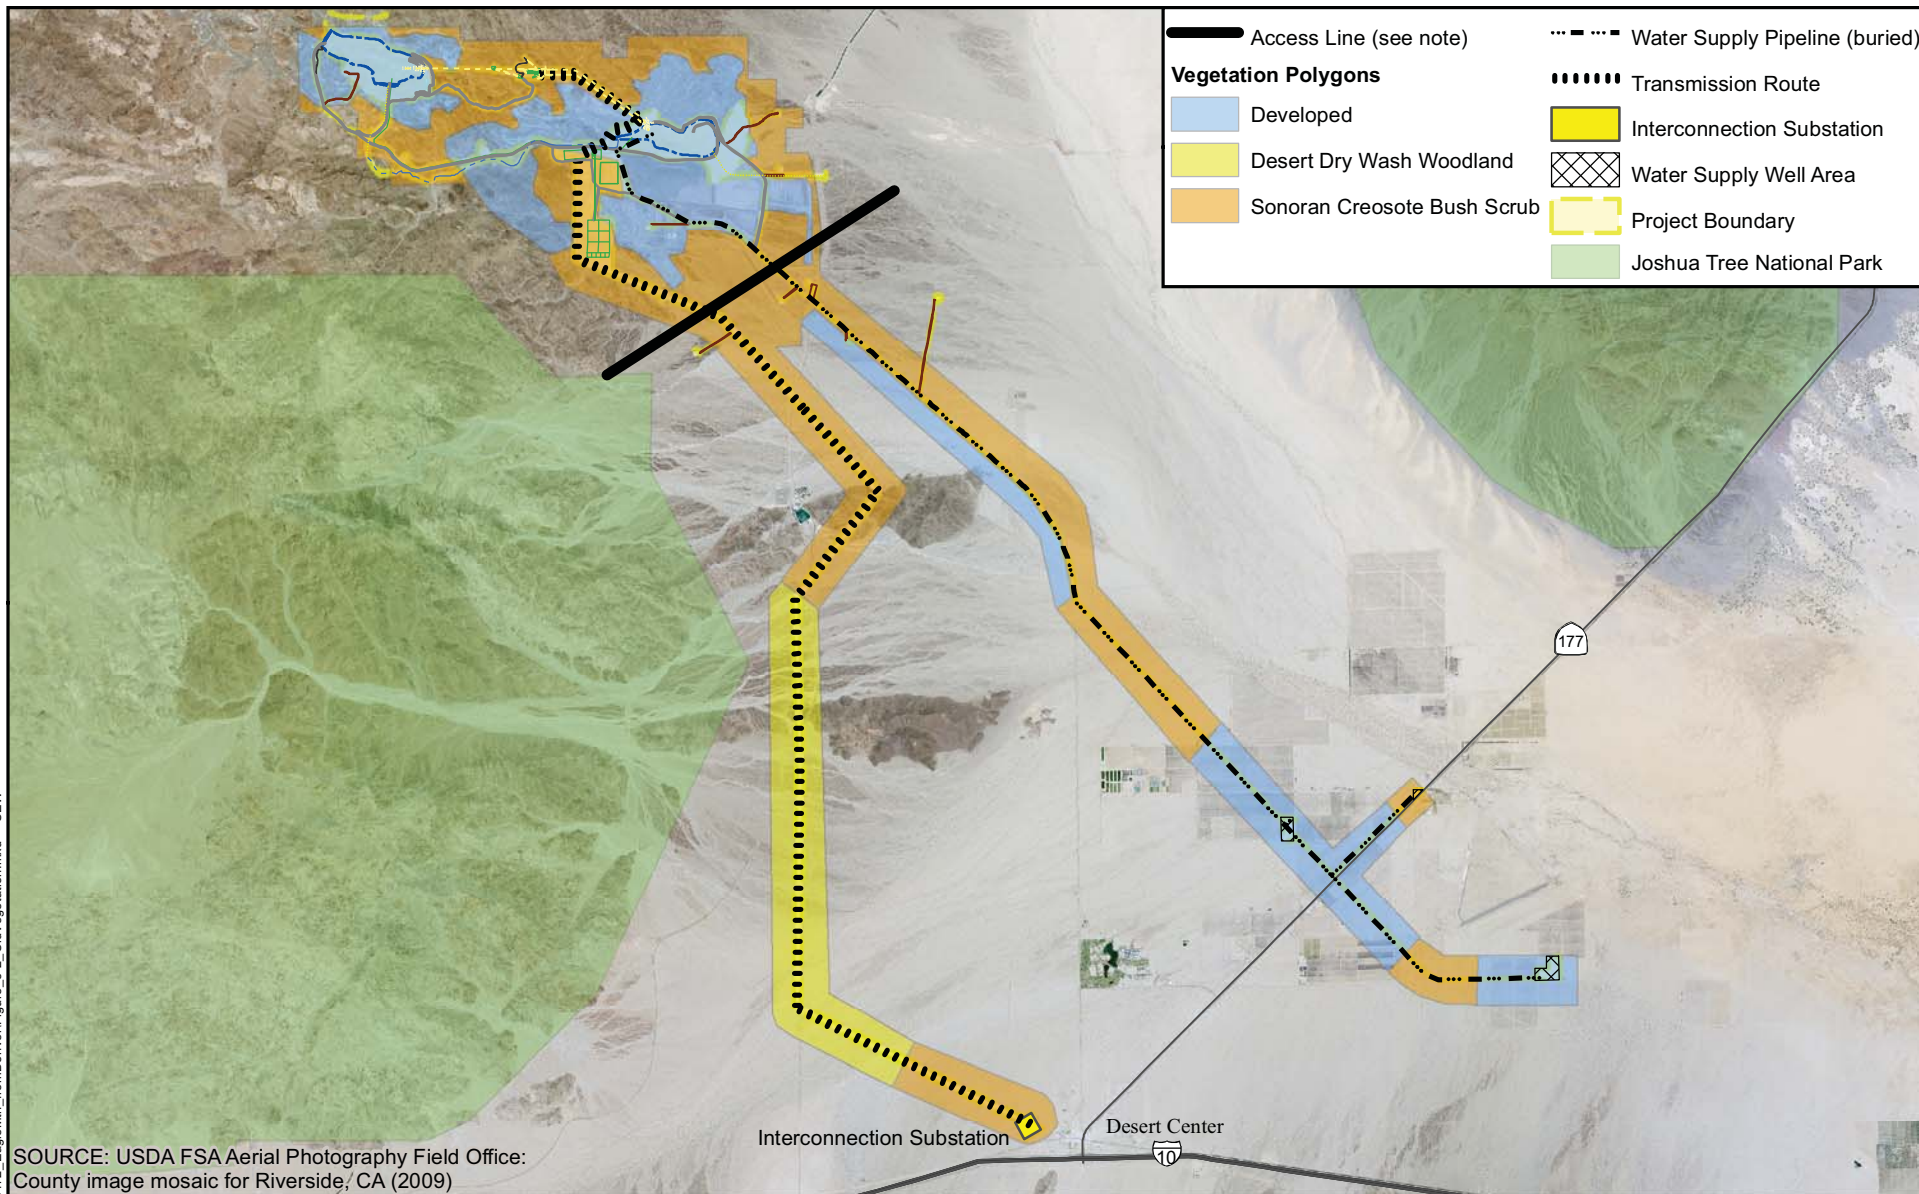 Access Line (see note)
Vegetation Polygons
Developed
Desert Dry Wash Woodland
Sonoran Creosote Bush Scrub
Water Supply Pipeline (buried)
Transmission Route
Interconnection Substation
Water Supply Well Area
Project Boundary
Joshua Tree National Park
177
Interconnection Substation
Desert Center
10
SOURCE: USDA FSA Aerial Photography Field Office:
County image mosaic for Riverside, CA (2009)